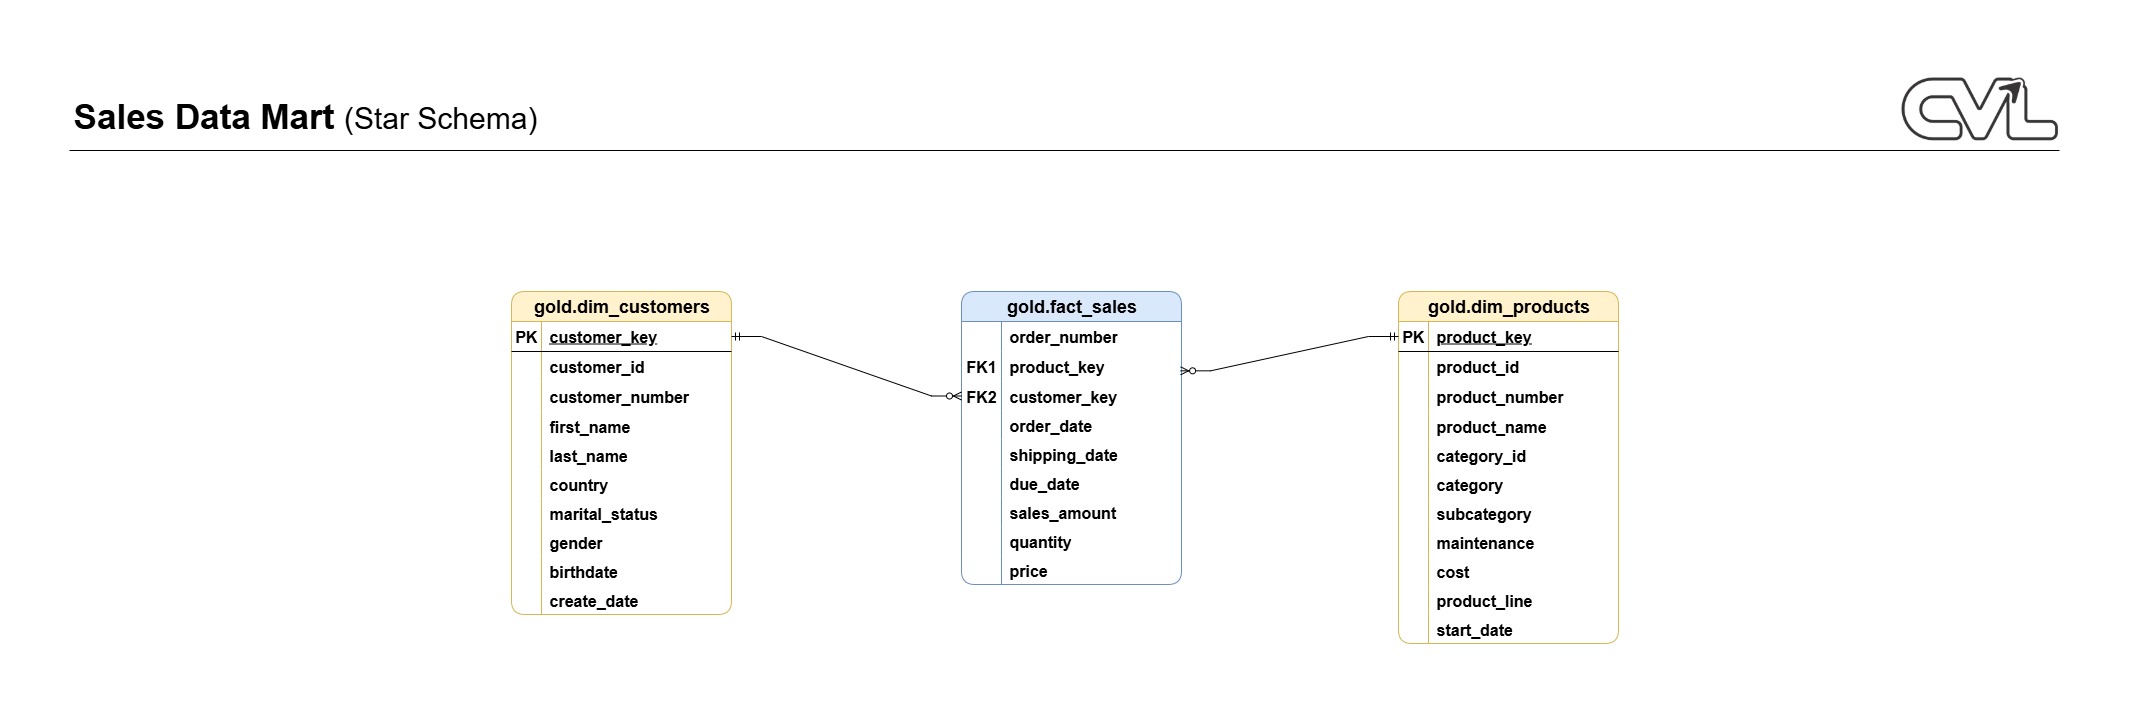 Sales Data Mart (Star Schema)
CVL
gold.dim_customers
PK customer_key
customer_id
customer_number
first_name
last_name
country
marital_status
gender
birthdate
create_date
gold.fact_sales
order_number
FK1 product_key
FK2 customer_key
order_date
shipping_date
due_date
sales_amount
quantity
price
gold.dim_products
PK product_key
product_id
product_number
product_name
category_id
category
subcategory
maintenance
cost
product_line
start_date